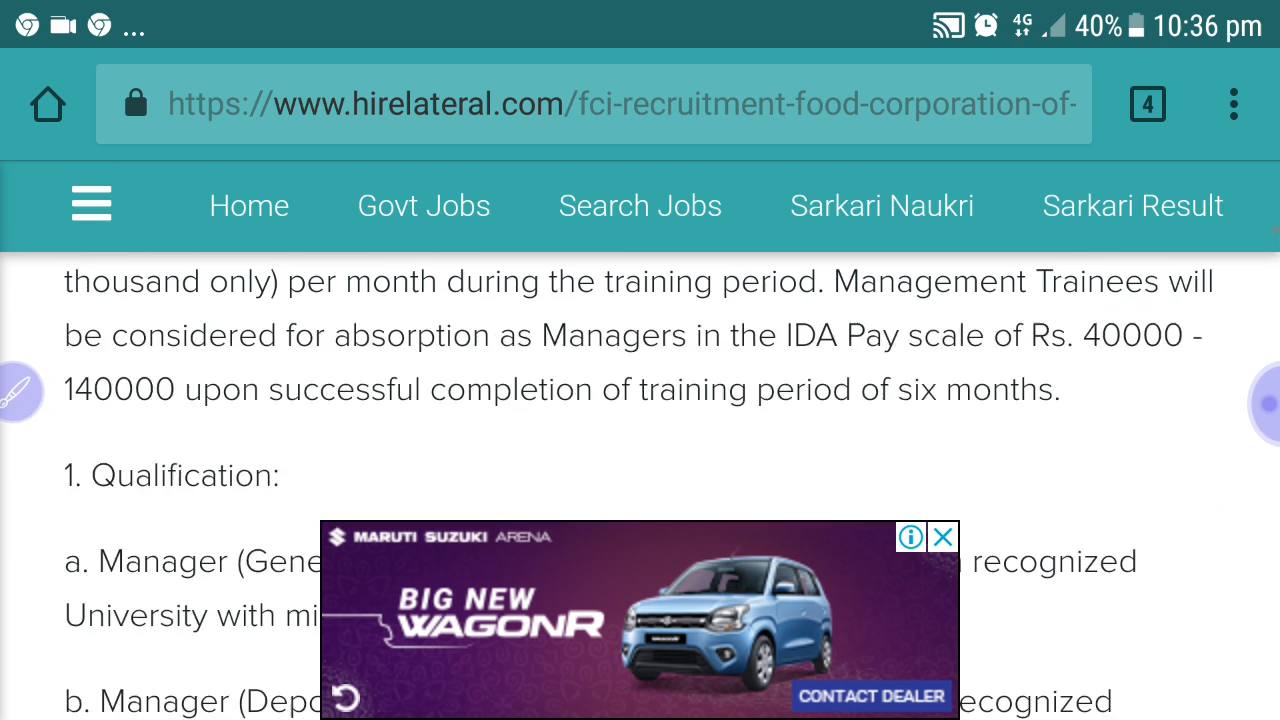 ... 4G 40% 10:36 pm
https://www.hirelateral.com/fci-recruitment-food-corporation-of-
4
Home Govt Jobs Search Jobs Sarkari Naukri Sarkari Result
thousand only) per month during the training period. Management Trainees will
be considered for absorption as Managers in the IDA Pay scale of Rs. 40000 -
140000 upon successful completion of training period of six months.
1. Qualification:
a. Manager (Gene recognized
University with mi
b. Manager (Depo ecognized
MARUTI SUZUKI ARENA
BIG NEW
WAGONR
CONTACT DEALER